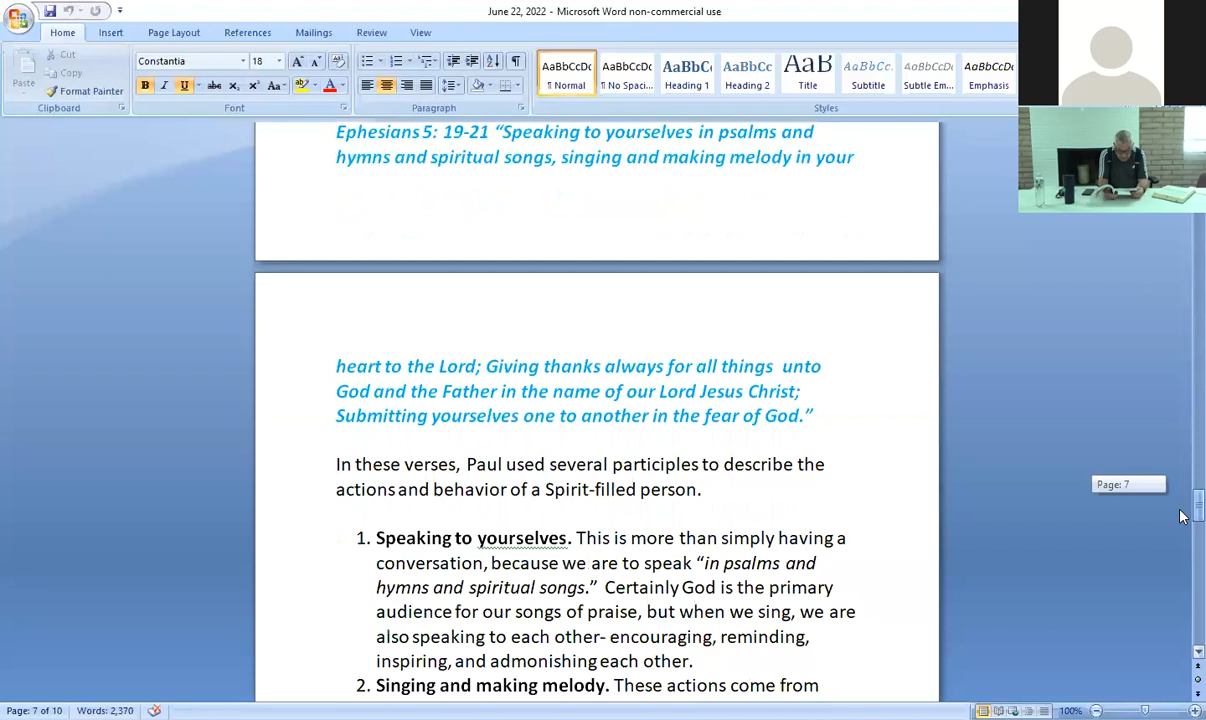 June 22, 2022 - Microsoft Word non-commercial use
Home Insert Page Layout References Mailings Review View
Paste
Cut
Copy
Format Painter
Clipboard
Constantia 18
Font
Paragraph
AaBbCcDc AaBbCcDc AaBbC AaBbCc AaB AaBbCcL AaBbCcDc AaBbCcDc
¶ Normal ¶ No Spaci... Heading 1 Heading 2 Title Subtitle Subtle Em... Emphasis
Styles
Ephesians 5: 19-21 “Speaking to yourselves in psalms and
hymns and spiritual songs, singing and making melody in your
heart to the Lord; Giving thanks always for all things unto
God and the Father in the name of our Lord Jesus Christ;
Submitting yourselves one to another in the fear of God.”
In these verses, Paul used several participles to describe the
actions and behavior of a Spirit-filled person.
1. Speaking to yourselves. This is more than simply having a
conversation, because we are to speak “in psalms and
hymns and spiritual songs.” Certainly God is the primary
audience for our songs of praise, but when we sing, we are
also speaking to each other- encouraging, reminding,
inspiring, and admonishing each other.
2. Singing and making melody. These actions come from
Page: 7
Page: 7 of 10 Words: 2,370
100%